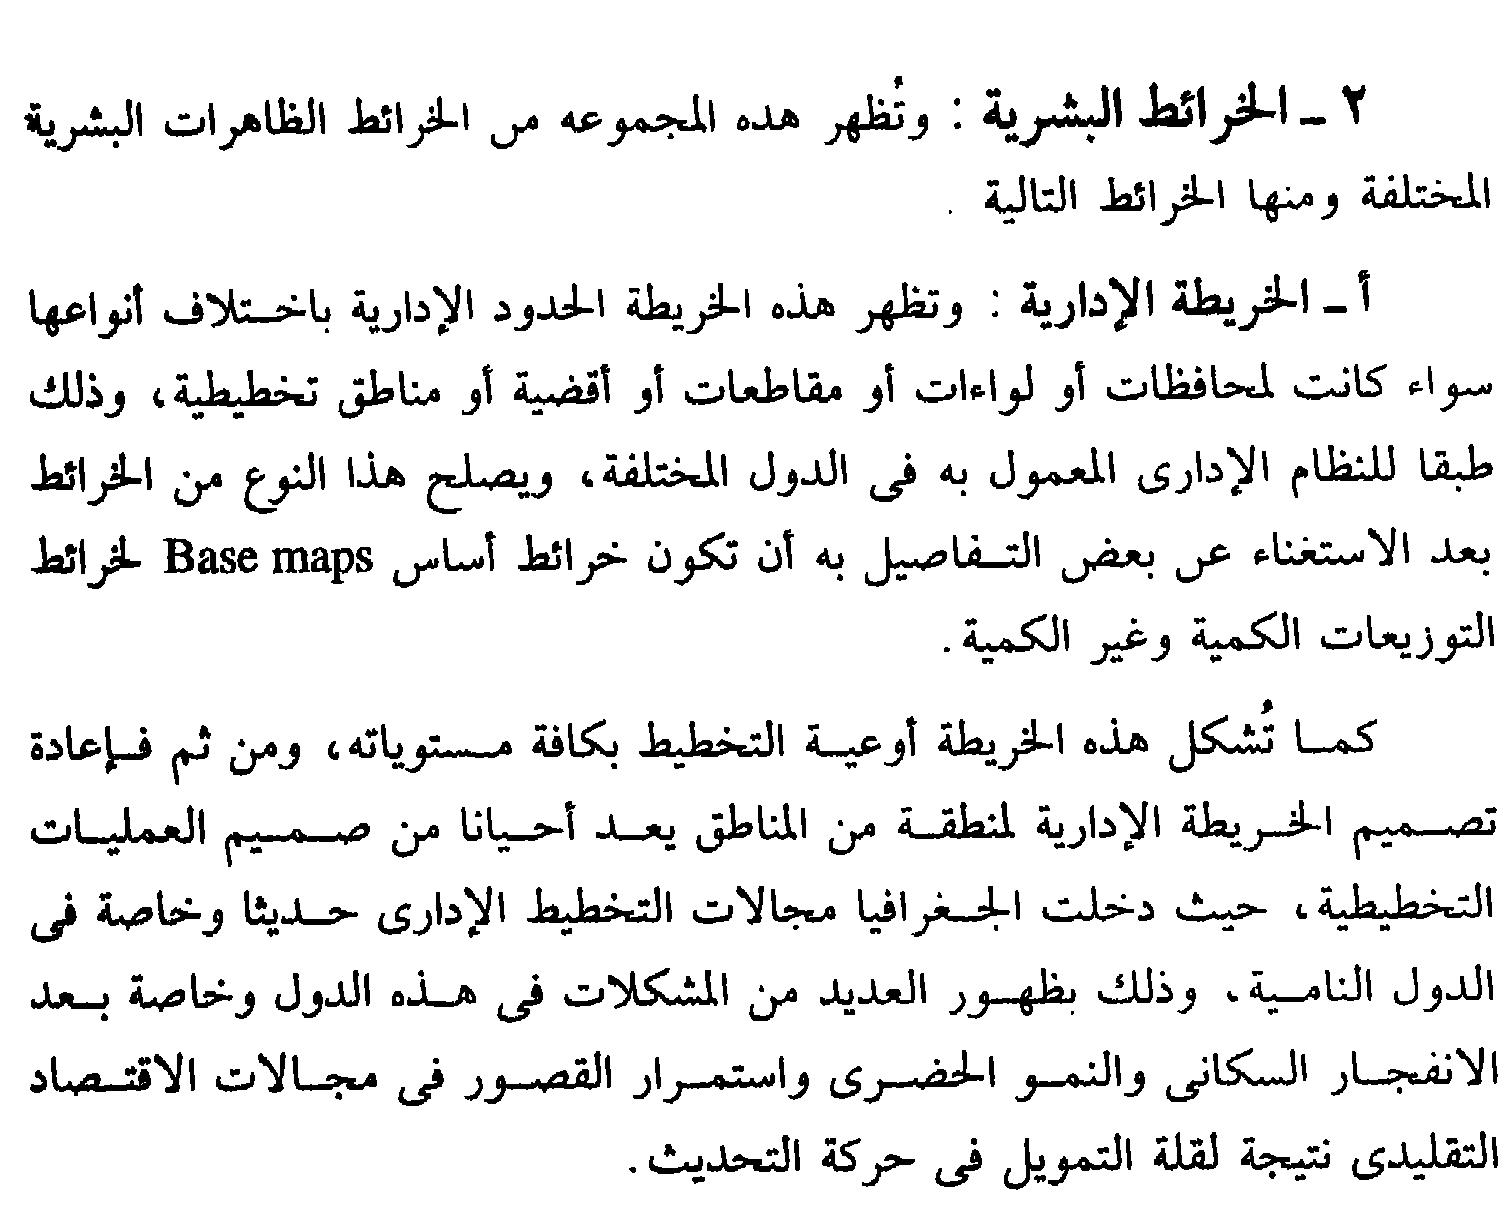 ٢ ـ الخرائط البشرية : وتُظهر هذه المجموعه من الخرائط الظاهرات البشرية
المختلفة ومنها الخرائط التالية .
أ ـ الخريطة الإدارية : وتظهر هذه الخريطة الحدود الإدارية باختلاف أنواعها
سواء كانت لمحافظات أو لواءات أو مقاطعات أو أقضية أو مناطق تخطيطية، وذلك
طبقا للنظام الإدارى المعمول به فى الدول المختلفة، ويصلح هذا النوع من الخرائط
بعد الاستغناء عن بعض التفاصيل به أن تكون خرائط أساس Base maps لخرائط
التوزيعات الكمية وغير الكمية.
كما تُشكل هذه الخريطة أوعية التخطيط بكافة مستوياته، ومن ثم فإعادة
تصميم الخريطة الإدارية لمنطقة من المناطق يعد أحيانا من صميم العمليات
التخطيطية، حيث دخلت الجغرافيا مجالات التخطيط الإدارى حديثا وخاصة فى
الدول النامية، وذلك بظهور العديد من المشكلات فى هذه الدول وخاصة بعد
الانفجار السكانى والنمو الحضرى واستمرار القصور فى مجالات الاقتصاد
التقليدى نتيجة لقلة التمويل فى حركة التحديث.